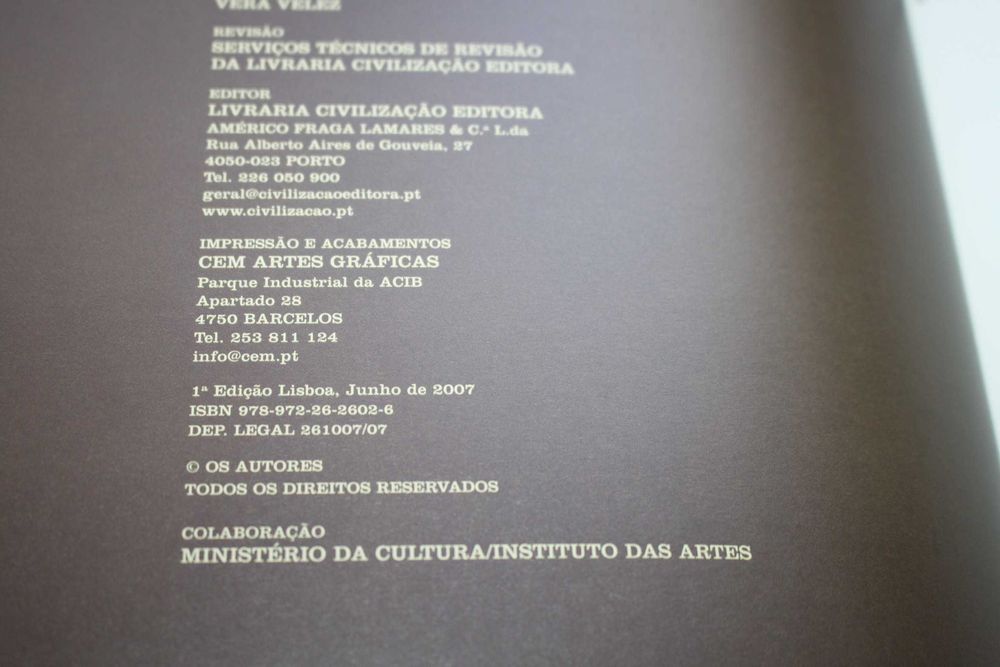 VERA VELEZ
REVISÃO
SERVIÇOS TÉCNICOS DE REVISÃO
DA LIVRARIA CIVILIZAÇÃO EDITORA
EDITOR
LIVRARIA CIVILIZAÇÃO EDITORA
AMÉRICO FRAGA LAMARES & C.ª L.da
Rua Alberto Aires de Gouveia, 27
4050-023 PORTO
Tel. 226 050 900
geral@civilizacaoeditora.pt
www.civilizacao.pt
IMPRESSÃO E ACABAMENTOS
CEM ARTES GRÁFICAS
Parque Industrial da ACIB
Apartado 28
4750 BARCELOS
Tel. 253 811 124
info@cem.pt
1ª Edição Lisboa, Junho de 2007
ISBN 978-972-26-2602-6
DEP. LEGAL 261007/07
© OS AUTORES
TODOS OS DIREITOS RESERVADOS
COLABORAÇÃO
MINISTÉRIO DA CULTURA/INSTITUTO DAS ARTES